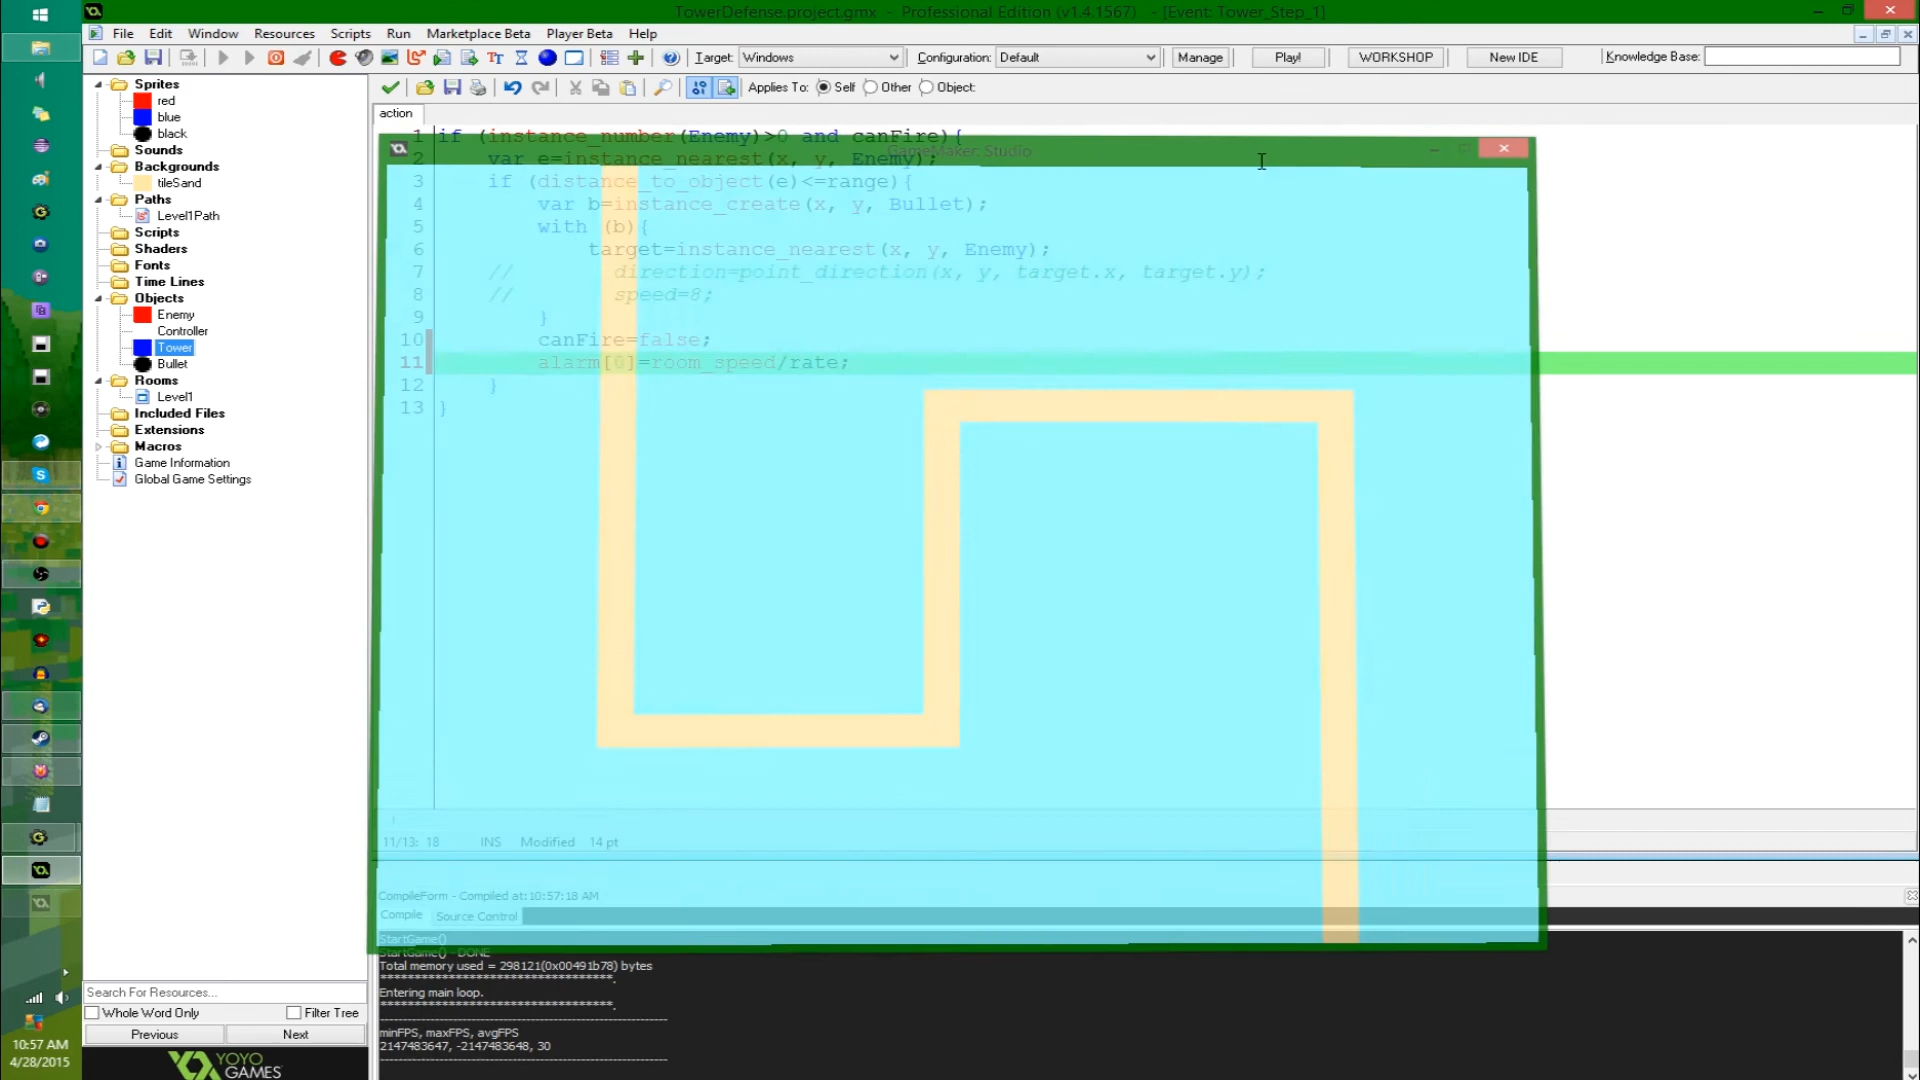 TowerDefense.project.gmx - Professional Edition (v1.4.1567) - [Event: Tower_Step_1]
File Edit Window Resources Scripts Run Marketplace Beta Player Beta Help
Target: Windows Configuration: Default Manage Play! WORKSHOP New IDE Knowledge Base:
Applies To: Self Other Object:
action
Sprites
red
blue
black
Sounds
Backgrounds
tileSand
Paths
Level1Path
Scripts
Shaders
Fonts
Time Lines
Objects
Enemy
Controller
Tower
Bullet
Rooms
Level1
Included Files
Extensions
Macros
Game Information
Global Game Settings
GameMaker: Studio
1 if (instance_number(Enemy)>0 and canFire){
2 var e=instance_nearest(x, y, Enemy);
3 if (distance_to_object(e)<=range){
4 var b=instance_create(x, y, Bullet);
5 with (b){
6 target=instance_nearest(x, y, Enemy);
7 // direction=point_direction(x, y, target.x, target.y);
8 // speed=8;
9 }
10 canFire=false;
11 alarm[0]=room_speed/rate;
12 }
13 }
11/13: 18 INS Modified 14 pt
CompileForm - Compiled at:10:57:18 AM
Compile Source Control
StartGame()
StartGame() - DONE
Total memory used = 298121(0x00491b78) bytes
***********************************.
Entering main loop.
***********************************.
minFPS, maxFPS, avgFPS
2147483647, -2147483648, 30
Search For Resources...
Whole Word Only Filter Tree
Previous Next
10:57 AM
4/28/2015
YOYO
GAMES